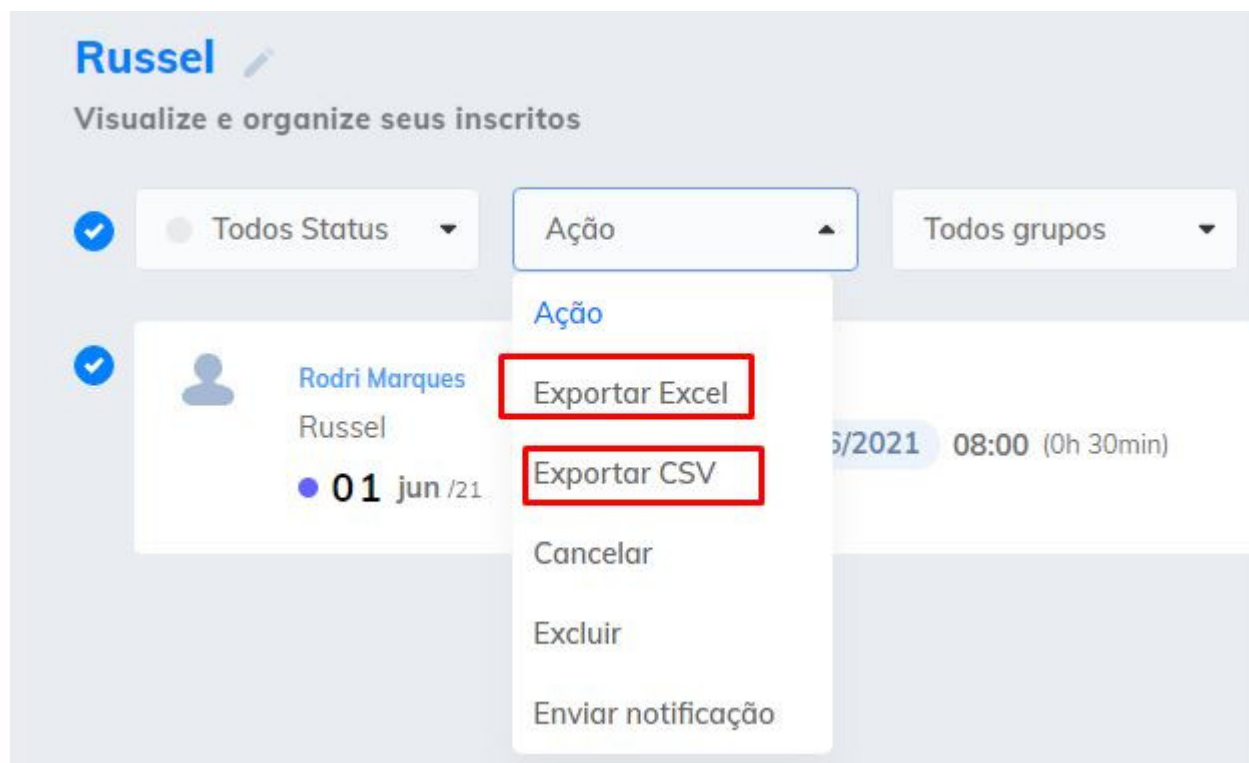 Russel
Visualize e organize seus inscritos
Todos Status
Ação
Todos grupos
Ação
Exportar Excel
Exportar CSV
Cancelar
Excluir
Enviar notificação
Rodri Marques
Russel
01 jun /21
/2021 08:00 (0h 30min)